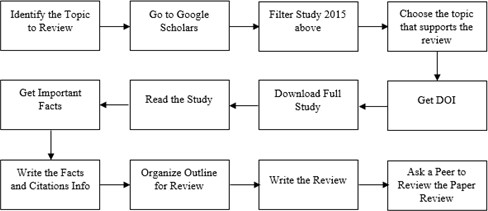 Identify the Topic
to Review
Go to Google
Scholars
Filter Study 2015
above
Choose the topic
that supports the
review
Get DOI
Download Full
Study
Read the Study
Get Important
Facts
Write the Facts
and Citations Info
Organize Outline
for Review
Write the Review
Ask a Peer to
Review the Paper
Review